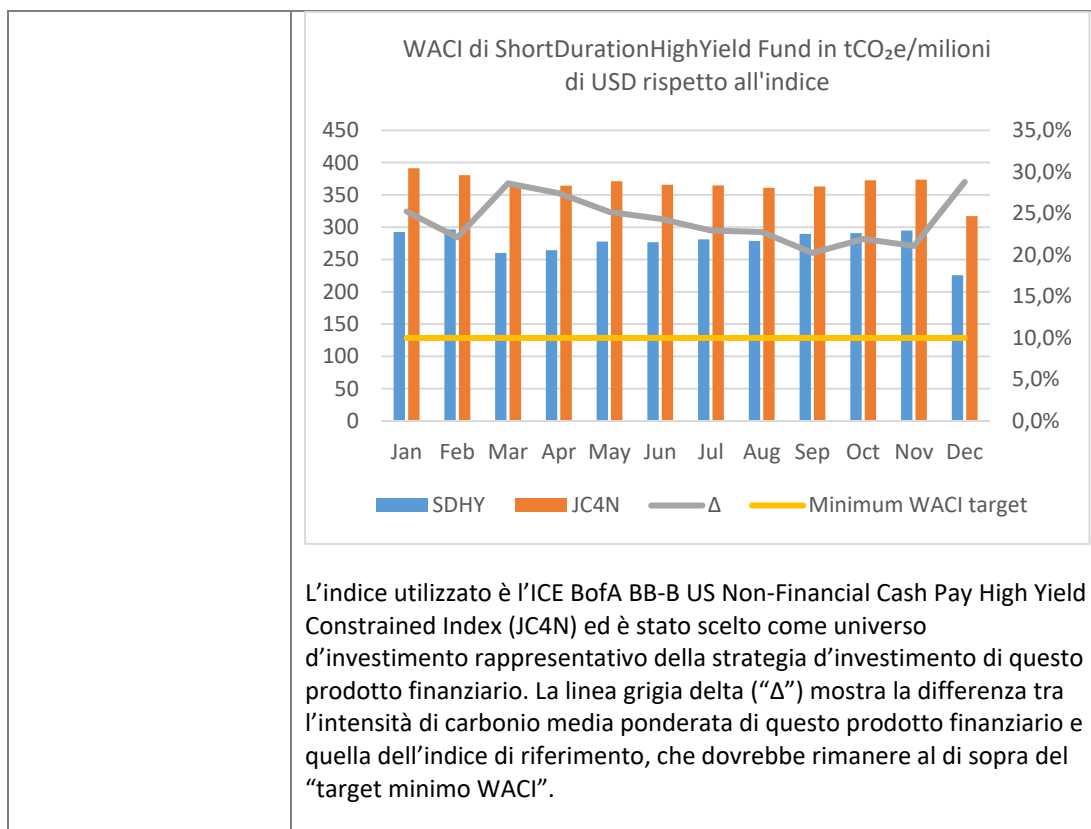 WACI di ShortDurationHighYield Fund in tCO₂e/milioni
di USD rispetto all'indice
450
400
350
300
250
200
150
100
50
0
35,0%
30,0%
25,0%
20,0%
15,0%
10,0%
5,0%
0,0%
Jan Feb Mar Apr May Jun Jul Aug Sep Oct Nov Dec
SDHY JC4N Δ Minimum WACI target
L’indice utilizzato è l’ICE BofA BB-B US Non-Financial Cash Pay High Yield
Constrained Index (JC4N) ed è stato scelto come universo
d’investimento rappresentativo della strategia d’investimento di questo
prodotto finanziario. La linea grigia delta (“Δ”) mostra la differenza tra
l’intensità di carbonio media ponderata di questo prodotto finanziario e
quella dell’indice di riferimento, che dovrebbe rimanere al di sopra del
“target minimo WACI”.